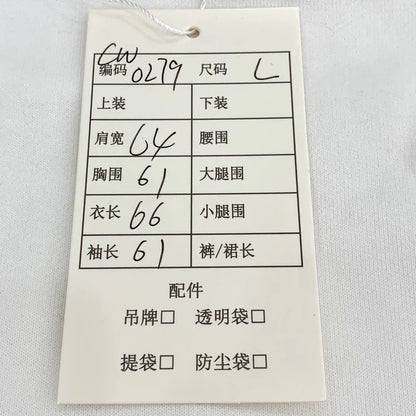 CW
编码 0279 尺码 L
上装 下装
肩宽 64 腰围
胸围 61 大腿围
衣长 66 小腿围
袖长 61 裤/裙长
配件
吊牌□ 透明袋□
提袋□ 防尘袋□